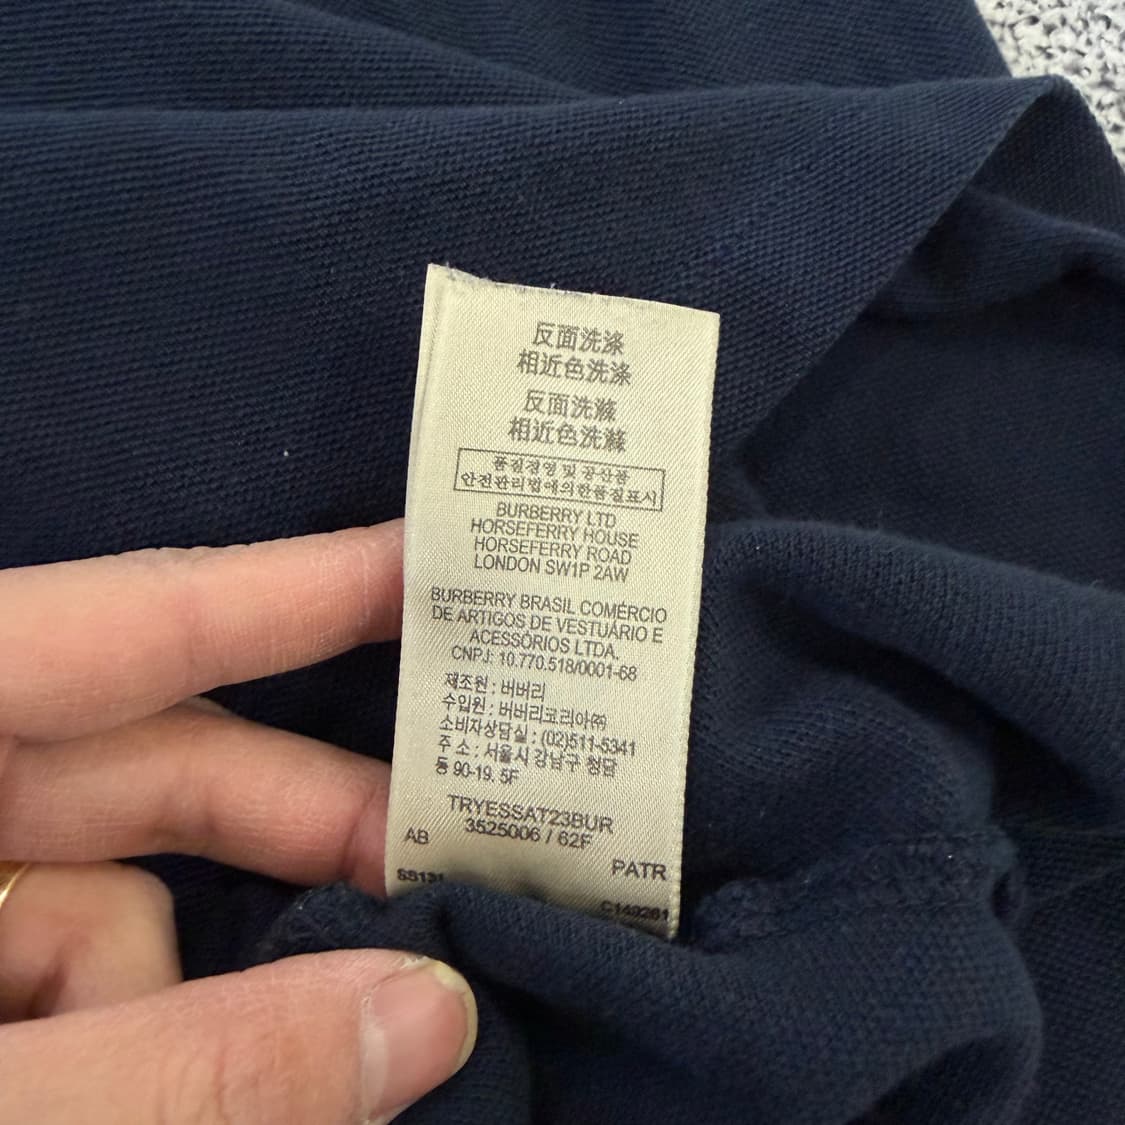 反面洗涤
相近色洗涤
反面洗滌
相近色洗滌
품질경영 및 공산품
안전관리법에의한품질표시
BURBERRY LTD
HORSEFERRY HOUSE
HORSEFERRY ROAD
LONDON SW1P 2AW
BURBERRY BRASIL COMÉRCIO
DE ARTIGOS DE VESTUÁRIO E
ACESSÓRIOS LTDA.
CNPJ: 10.770.518/0001-68
제조원 : 버버리
수입원 : 버버리코리아㈜
소비자상담실 : (02)511-5341
주 소 : 서울시 강남구 청담
동 90-19, 5F
TRYESSAT23BUR
3525006 / 62F
AB
PATR
SS131
C149261